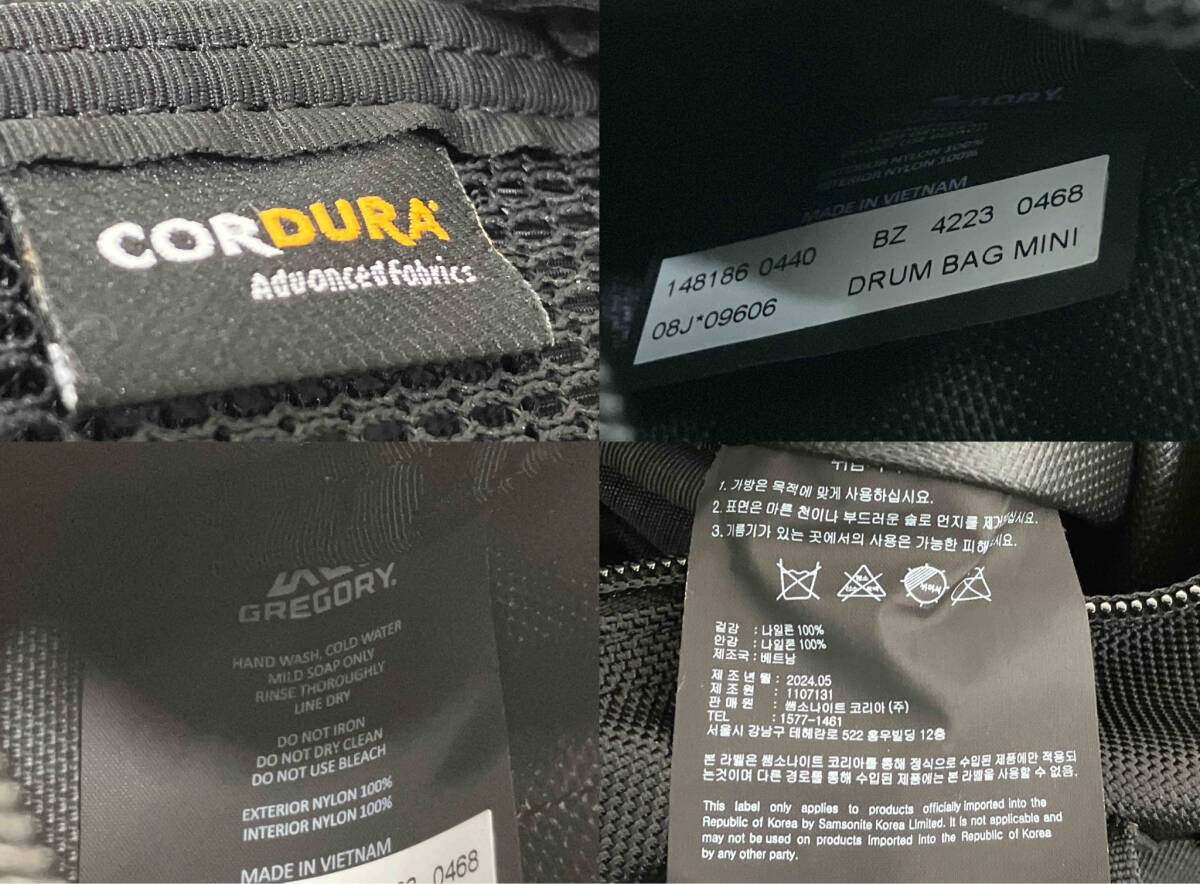 CORDURA
Advanced Fabrics
GORY.
EXTERIOR NYLON 100%
INTERIOR NYLON 100%
MADE IN VIETNAM
148186 0440 BZ 4223 0468
08J*09606 DRUM BAG MINI
GREGORY.
HAND WASH, COLD WATER
MILD SOAP ONLY
RINSE THOROUGHLY
LINE DRY
DO NOT IRON
DO NOT DRY CLEAN
DO NOT USE BLEACH
EXTERIOR NYLON 100%
INTERIOR NYLON 100%
MADE IN VIETNAM
0468
1. 가방은 목적에 맞게 사용하십시요.
2. 표면은 마른 천이나 부드러운 솔로 먼지를 제거십시요.
3. 기름기가 있는 곳에서의 사용은 가능한 피해시요.
겉감 : 나일론 100%
안감 : 나일론 100%
제조국 : 베트남
제조년월 : 2024.05
제조원 : 1107131
판매원 : 쌤소나이트 코리아 (주)
TEL : 1577-1461
서울시 강남구 테헤란로 522 홍우빌딩 12층
본 라벨은 쌤소나이트 코리아를 통해 정식으로 수입된 제품에만 적용되
는것이며 다른 경로를 통해 수입된 제품에는 본 라벨을 사용할 수 없음.
This label only applies to products officially imported into the
Republic of Korea by Samsonite Korea Limited. It is not applicable and
may not be used on products imported into the Republic of Korea
by any other party.